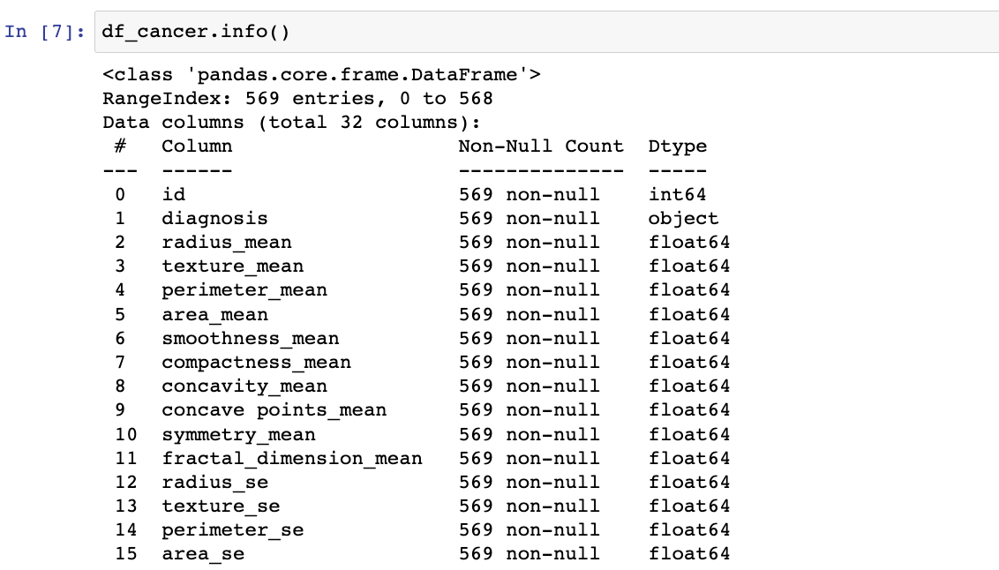 In [7]: df_cancer.info()
<class 'pandas.core.frame.DataFrame'>
RangeIndex: 569 entries, 0 to 568
Data columns (total 32 columns):
 #   Column                   Non-Null Count  Dtype
---  ------                   --------------  -----
 0   id                       569 non-null    int64
 1   diagnosis                569 non-null    object
 2   radius_mean              569 non-null    float64
 3   texture_mean             569 non-null    float64
 4   perimeter_mean           569 non-null    float64
 5   area_mean                569 non-null    float64
 6   smoothness_mean          569 non-null    float64
 7   compactness_mean         569 non-null    float64
 8   concavity_mean           569 non-null    float64
 9   concave points_mean      569 non-null    float64
 10  symmetry_mean            569 non-null    float64
 11  fractal_dimension_mean   569 non-null    float64
 12  radius_se                569 non-null    float64
 13  texture_se               569 non-null    float64
 14  perimeter_se             569 non-null    float64
 15  area_se                  569 non-null    float64